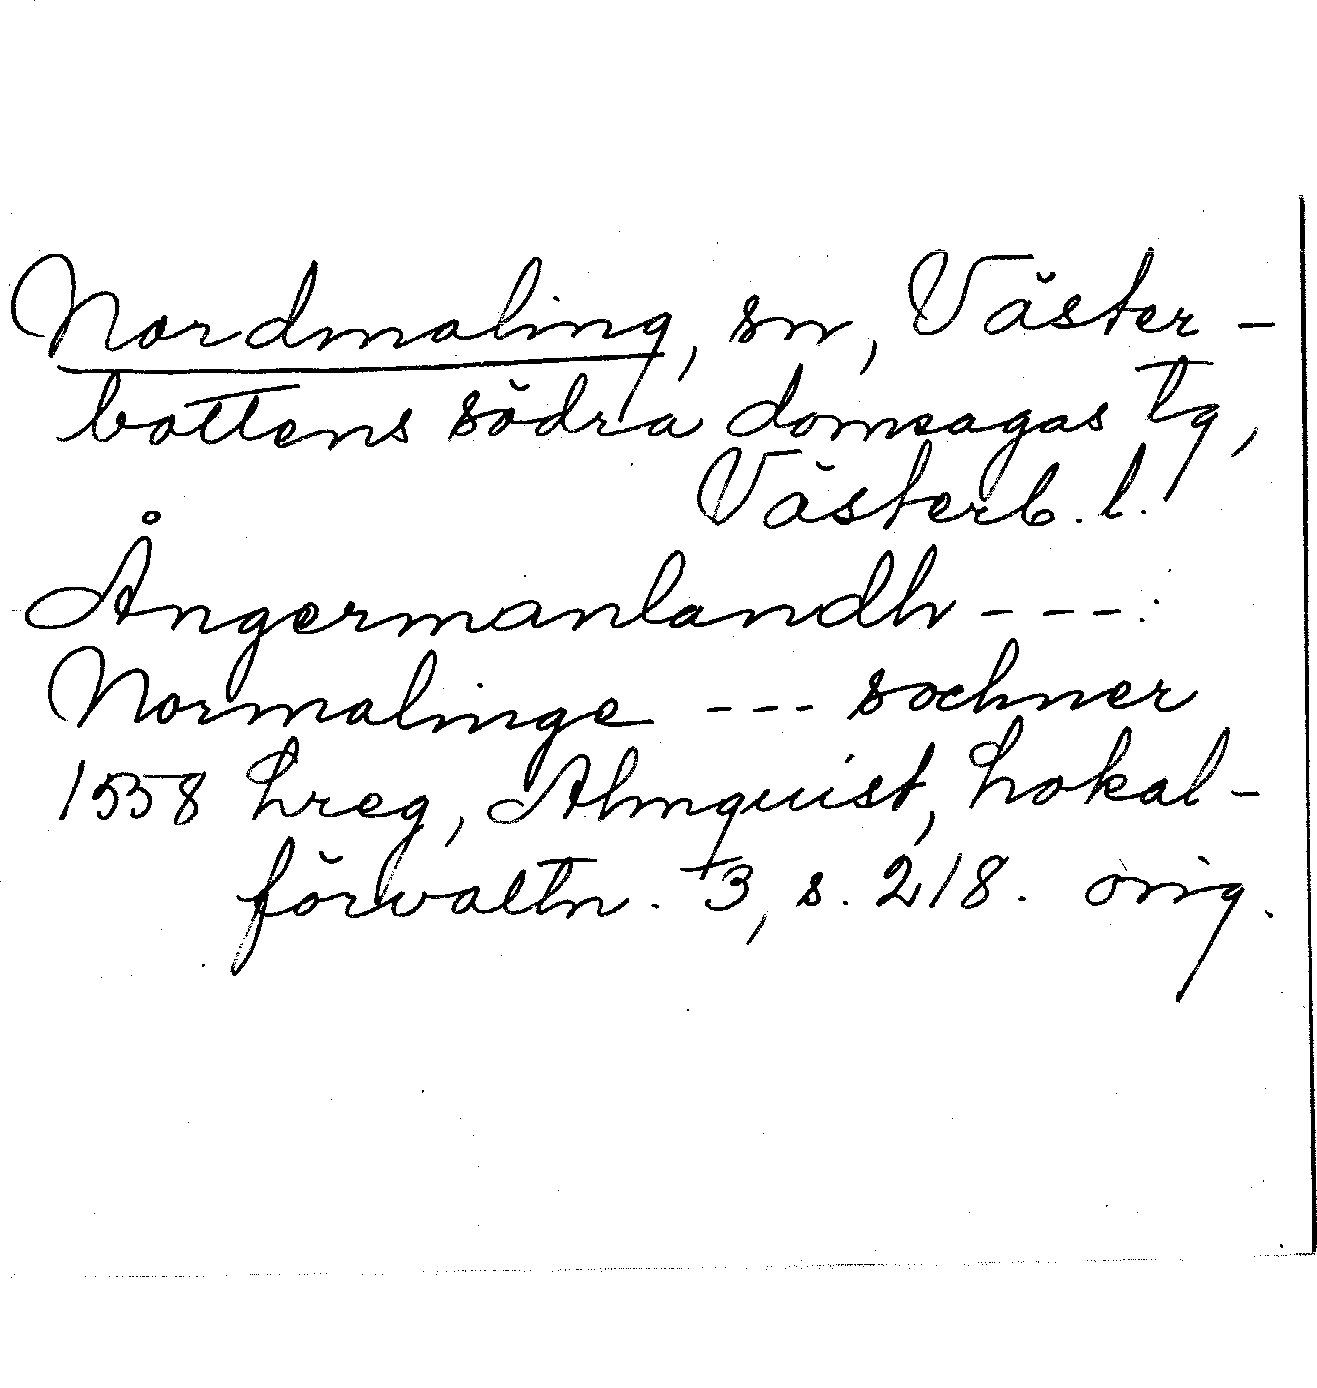 Nordmaling, sn, Väster-
bottens södra domsagas tg,
Västerb. l.
Ångermanlandh ---:
Normalinge --- sochner
1558 Lreg, Almquist, Lokal-
förvaltn. 3, s. 218. orig.